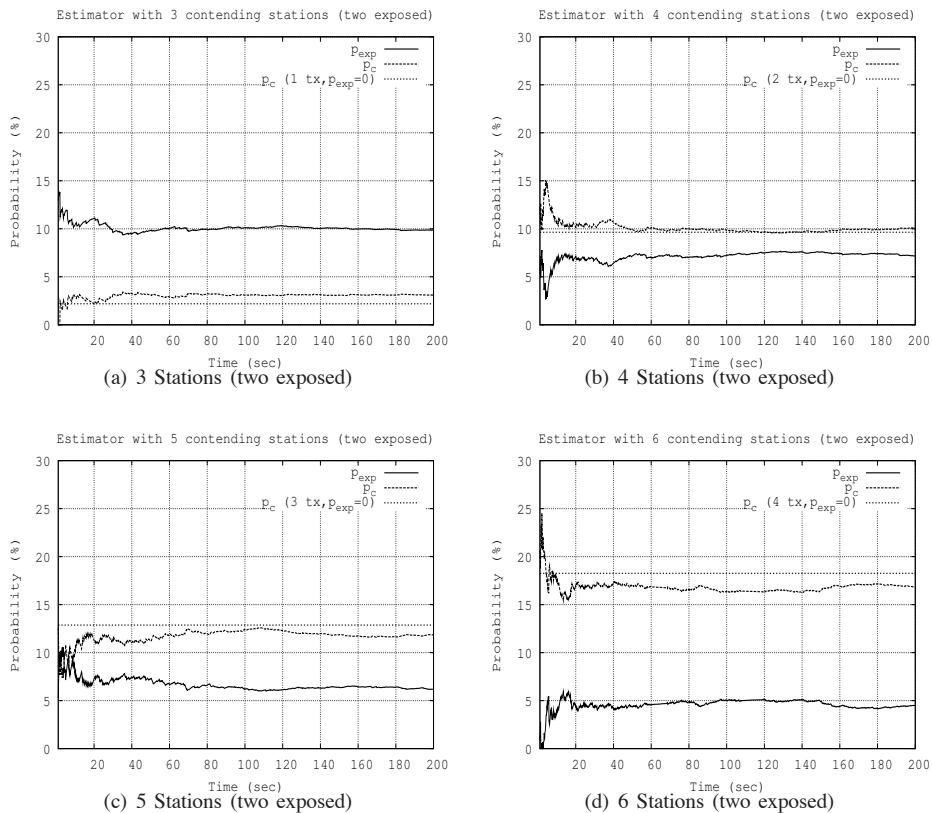 Estimator with 3 contending stations (two exposed)
30
25
20
15
10
5
0
Probability (%)
p_exp
p_c
p_c (1 tx,p_exp=0)
20 40 60 80 100 120 140 160 180 200
Time (sec)
(a) 3 Stations (two exposed)
Estimator with 4 contending stations (two exposed)
30
25
20
15
10
5
0
Probability (%)
p_exp
p_c
p_c (2 tx,p_exp=0)
20 40 60 80 100 120 140 160 180 200
Time (sec)
(b) 4 Stations (two exposed)
Estimator with 5 contending stations (two exposed)
30
25
20
15
10
5
0
Probability (%)
p_exp
p_c
p_c (3 tx,p_exp=0)
20 40 60 80 100 120 140 160 180 200
Time (sec)
(c) 5 Stations (two exposed)
Estimator with 6 contending stations (two exposed)
30
25
20
15
10
5
0
Probability (%)
p_exp
p_c
p_c (4 tx,p_exp=0)
20 40 60 80 100 120 140 160 180 200
Time (sec)
(d) 6 Stations (two exposed)